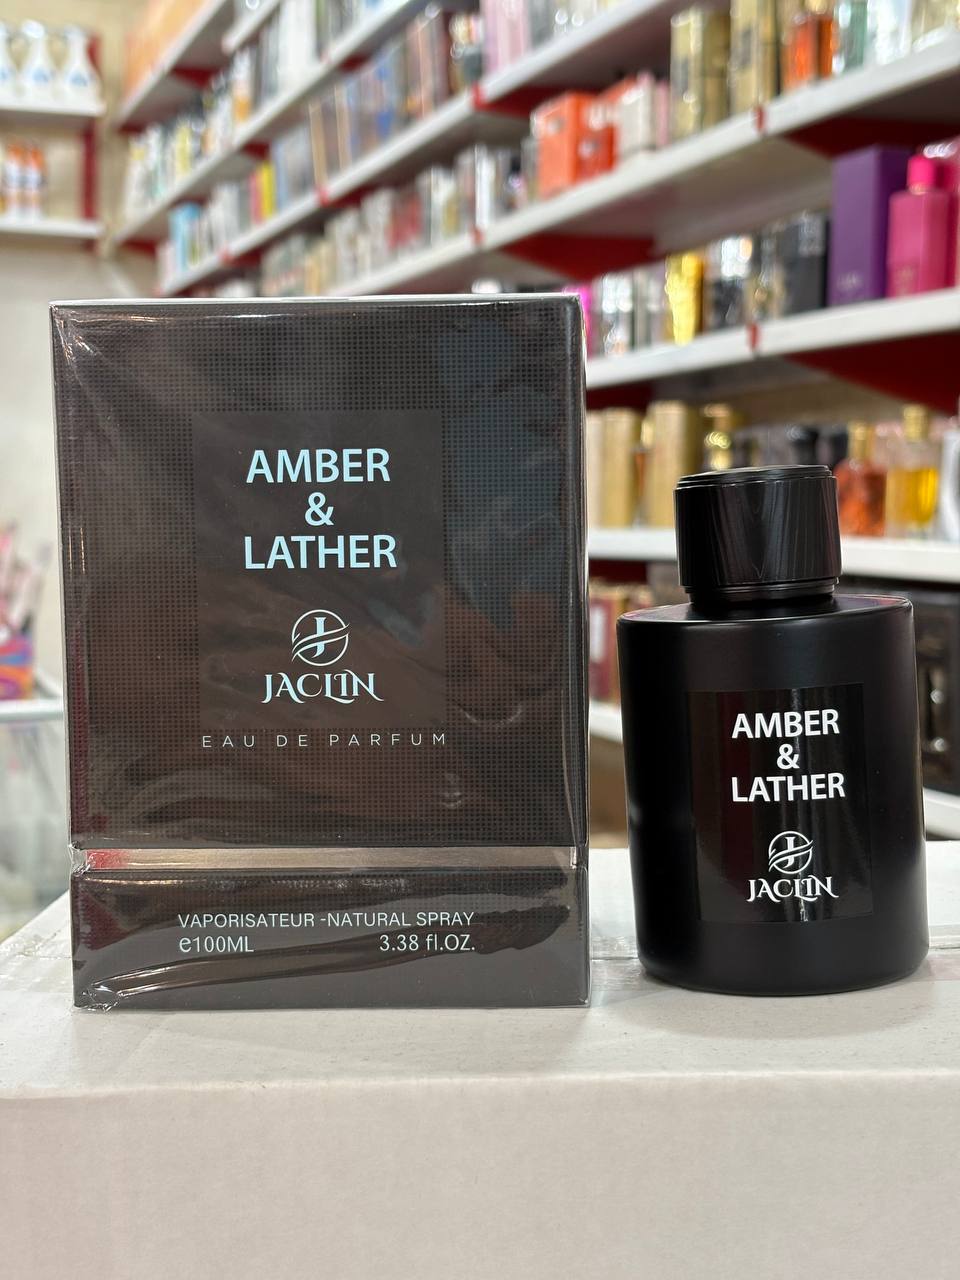 AMBER
&
LATHER
JACLIN
EAU DE PARFUM
VAPORISATEUR -NATURAL SPRAY
e100ML 3.38 fl.OZ.
AMBER
&
LATHER
JACLIN